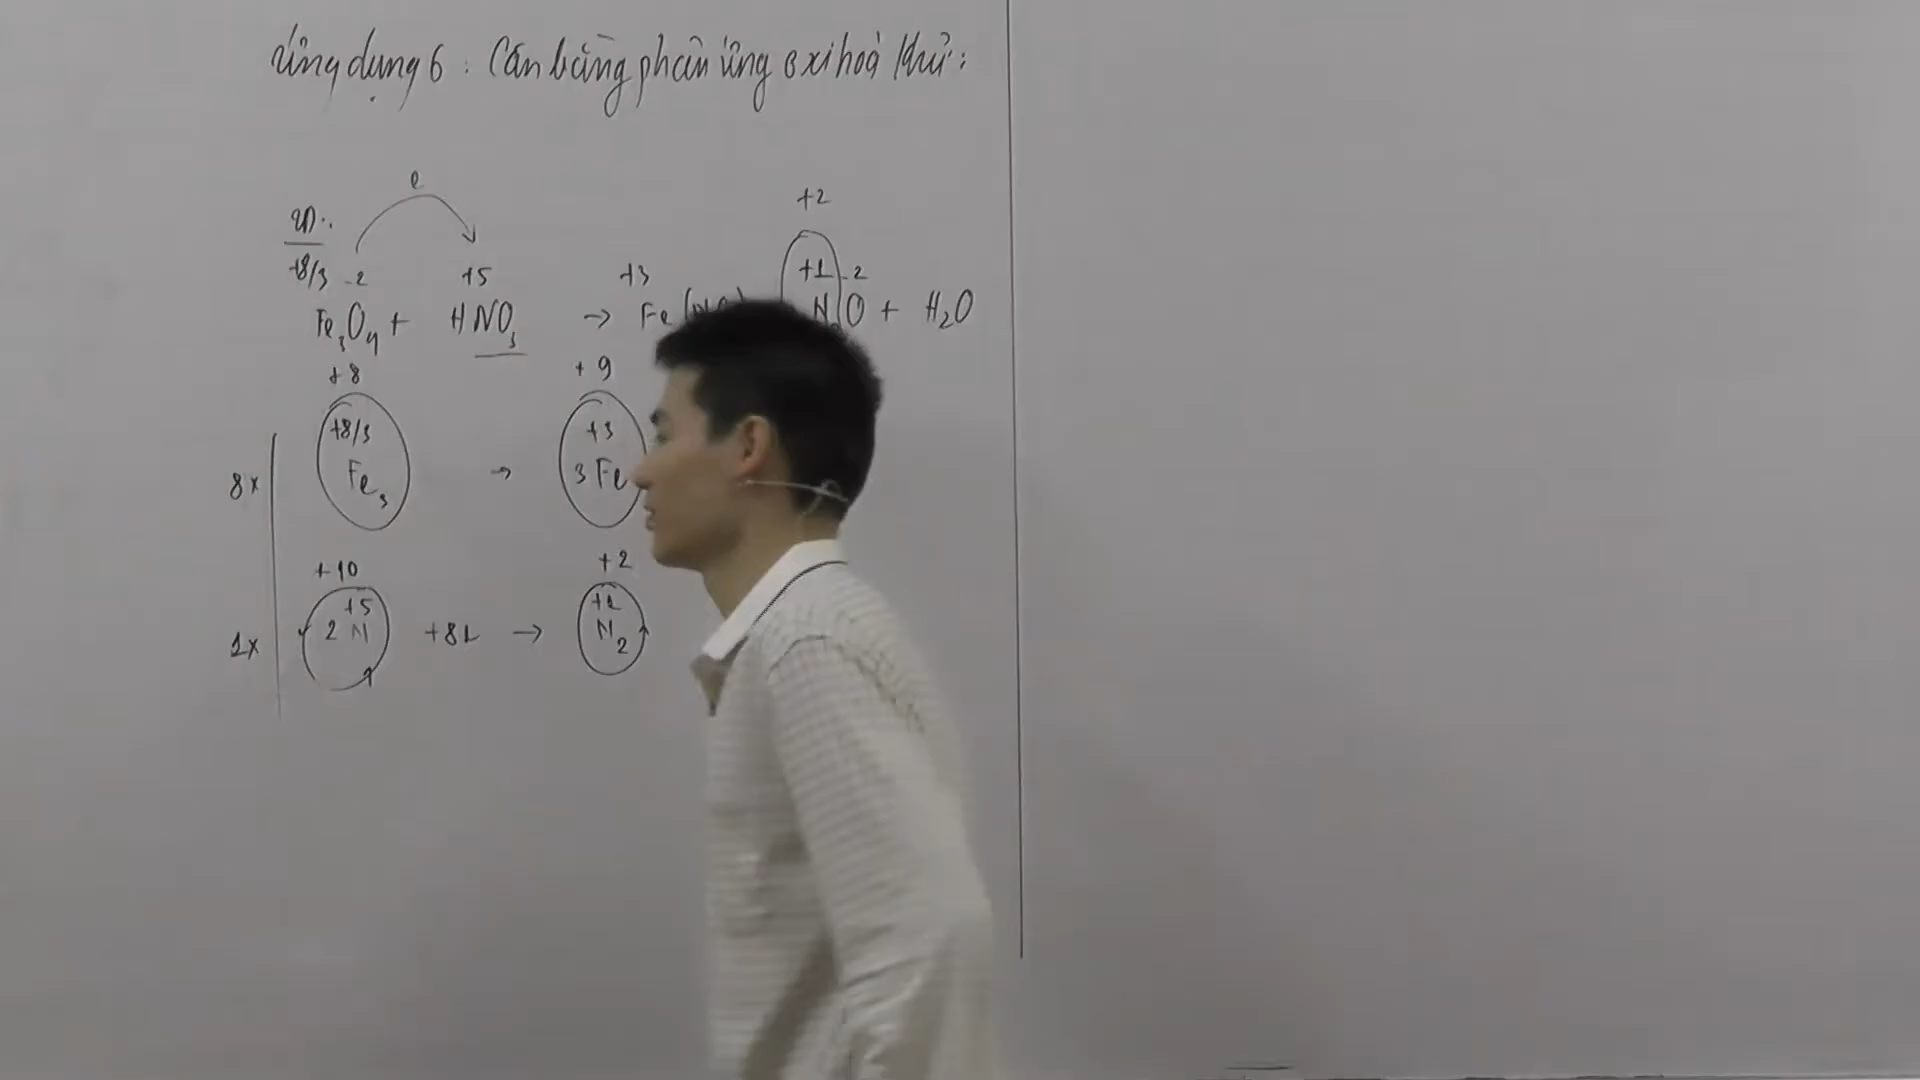 Ứng dụng 6: Cân bằng phản ứng oxi hoá khử:
e
+2
VD:
+8/3 -2 +5 +3 +1 -2
Fe3O4 + HNO3 → Fe N2O + H2O
+8 +9
+8/3 +3
8x Fe3 → 3Fe
+10 +2
+5 +1
1x 2N +8e → N2